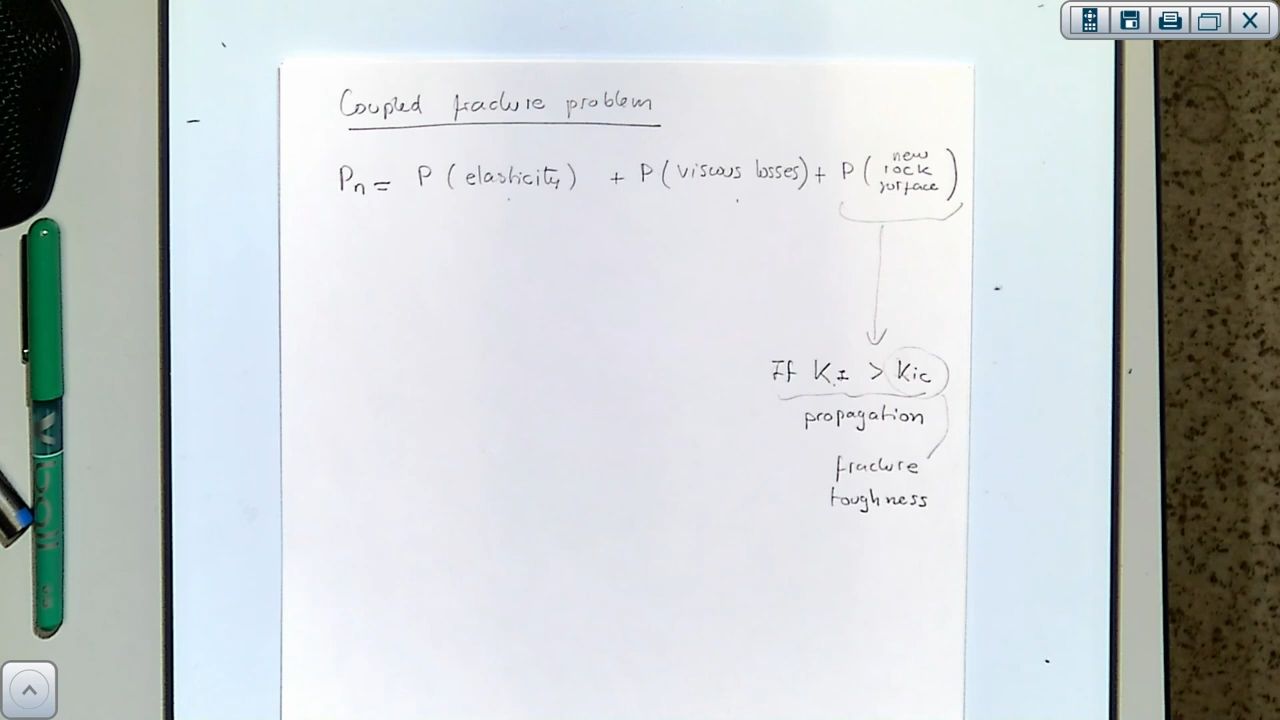 Coupled fracture problem
Pn = P (elasticity) + P (viscous losses) + P (new rock surface)
If KI > KIc
propagation
fracture
toughness